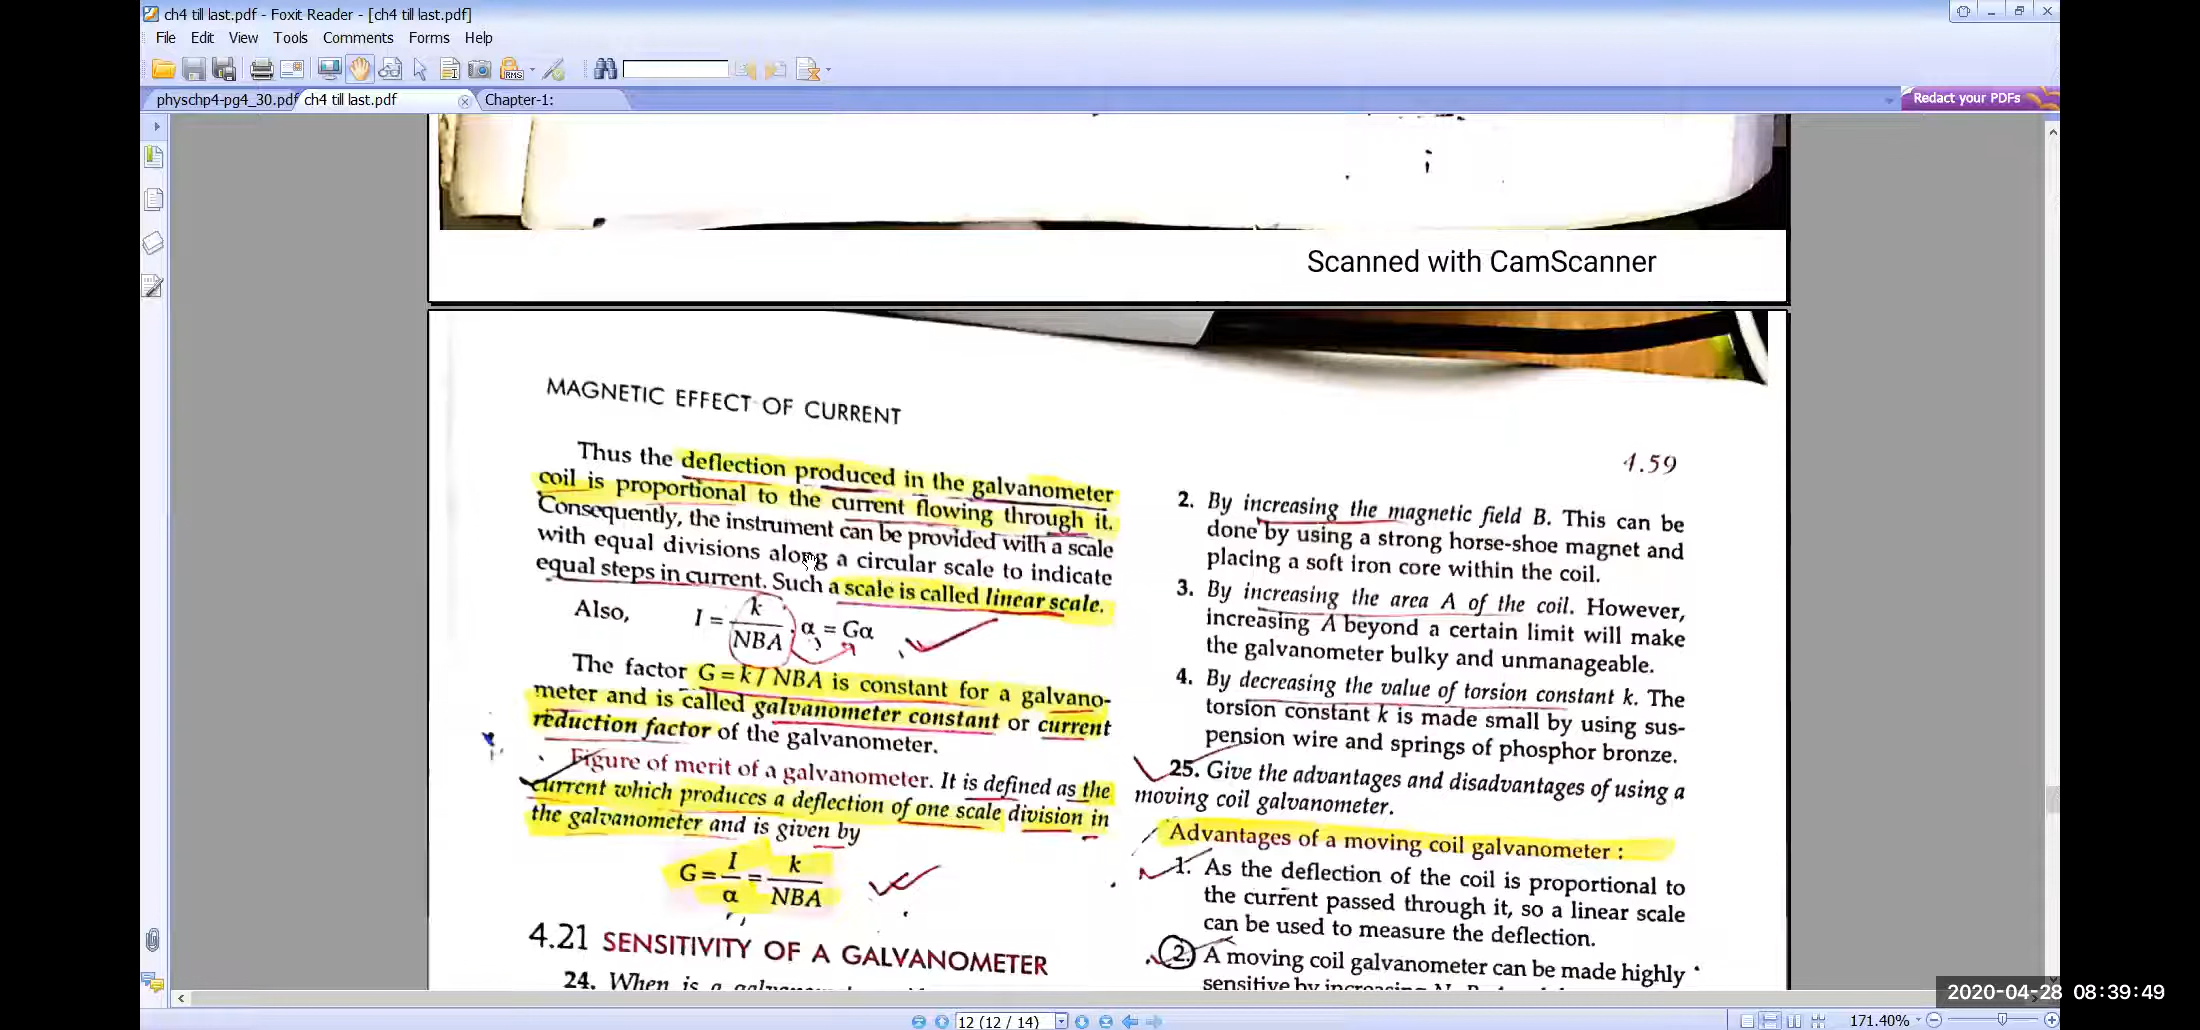 ch4 till last.pdf - Foxit Reader - [ch4 till last.pdf]
File Edit View Tools Comments Forms Help
physchp4-pg4_30.pdf ch4 till last.pdf Chapter-1:
Redact your PDFs
Scanned with CamScanner
MAGNETIC EFFECT OF CURRENT
4.59
Thus the deflection produced in the galvanometer
coil is proportional to the current flowing through it.
Consequently, the instrument can be provided with a scale
with equal divisions along a circular scale to indicate
equal steps in current. Such a scale is called linear scale.
Also, I = k/NBA . α = Gα
The factor G = k / NBA is constant for a galvano-
meter and is called galvanometer constant or current
reduction factor of the galvanometer.
Figure of merit of a galvanometer. It is defined as the
current which produces a deflection of one scale division in
the galvanometer and is given by
G = I/α = k/NBA
4.21 SENSITIVITY OF A GALVANOMETER
24. When is a
2. By increasing the magnetic field B. This can be
done by using a strong horse-shoe magnet and
placing a soft iron core within the coil.
3. By increasing the area A of the coil. However,
increasing A beyond a certain limit will make
the galvanometer bulky and unmanageable.
4. By decreasing the value of torsion constant k. The
torsion constant k is made small by using sus-
pension wire and springs of phosphor bronze.
25. Give the advantages and disadvantages of using a
moving coil galvanometer.
Advantages of a moving coil galvanometer :
1. As the deflection of the coil is proportional to
the current passed through it, so a linear scale
can be used to measure the deflection.
2. A moving coil galvanometer can be made highly
sensitive by increasing N, B,
2020-04-28 08:39:49
12 (12 / 14)
171.40%